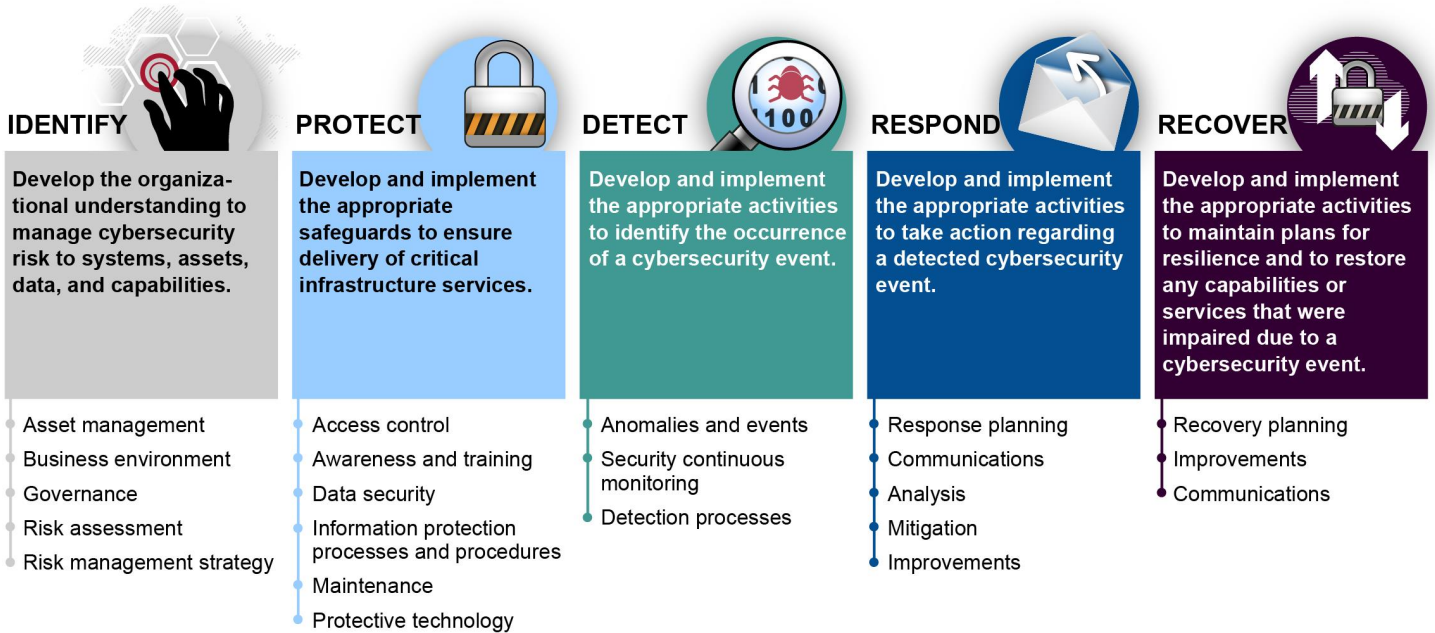 IDENTIFY
Develop the organiza-
tional understanding to
manage cybersecurity
risk to systems, assets,
data, and capabilities.
Asset management
Business environment
Governance
Risk assessment
Risk management strategy
PROTECT
Develop and implement
the appropriate
safeguards to ensure
delivery of critical
infrastructure services.
Access control
Awareness and training
Data security
Information protection
processes and procedures
Maintenance
Protective technology
DETECT
Develop and implement
the appropriate activities
to identify the occurrence
of a cybersecurity event.
Anomalies and events
Security continuous
monitoring
Detection processes
RESPOND
Develop and implement
the appropriate activities
to take action regarding
a detected cybersecurity
event.
Response planning
Communications
Analysis
Mitigation
Improvements
RECOVER
Develop and implement
the appropriate activities
to maintain plans for
resilience and to restore
any capabilities or
services that were
impaired due to a
cybersecurity event.
Recovery planning
Improvements
Communications